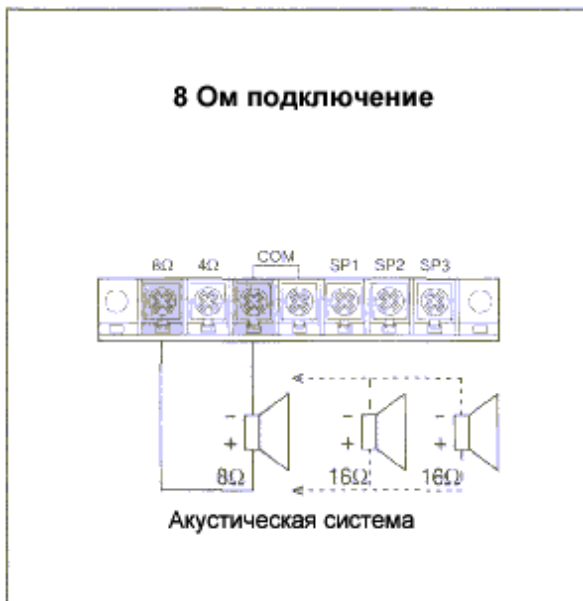 8 Ом подключение
8Ω 4Ω COM SP1 SP2 SP3
- - -
+ + +
8Ω 16Ω 16Ω
Акустическая система